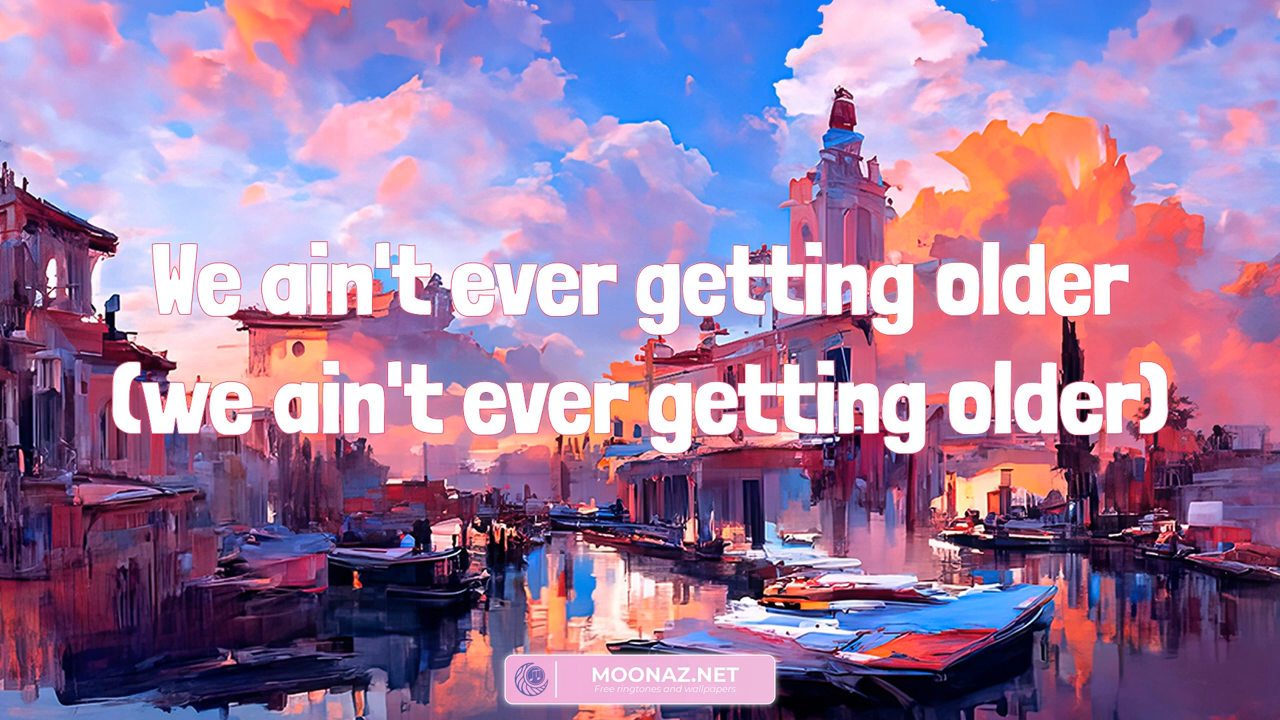 We ain't ever getting older
(we ain't ever getting older)
MOONAZ.NET
Free ringtones and wallpapers